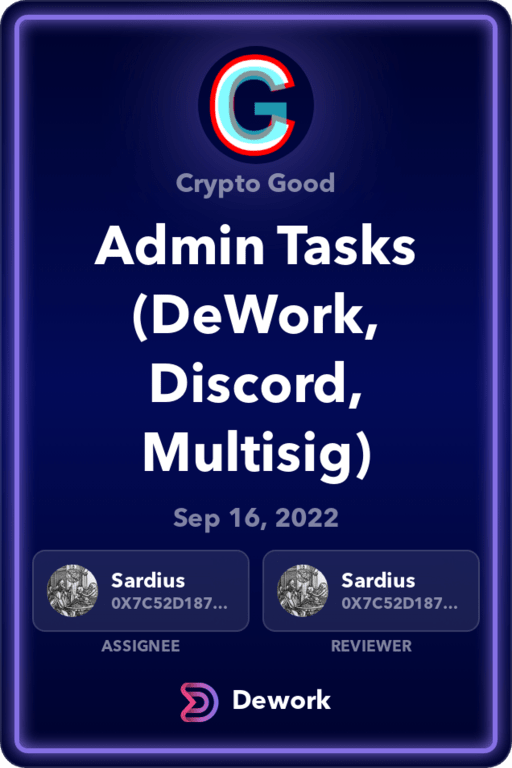 Crypto Good
Admin Tasks
(DeWork,
Discord,
Multisig)
Sep 16, 2022
Sardius
0X7C52D187...
ASSIGNEE
Sardius
0X7C52D187...
REVIEWER
Dework